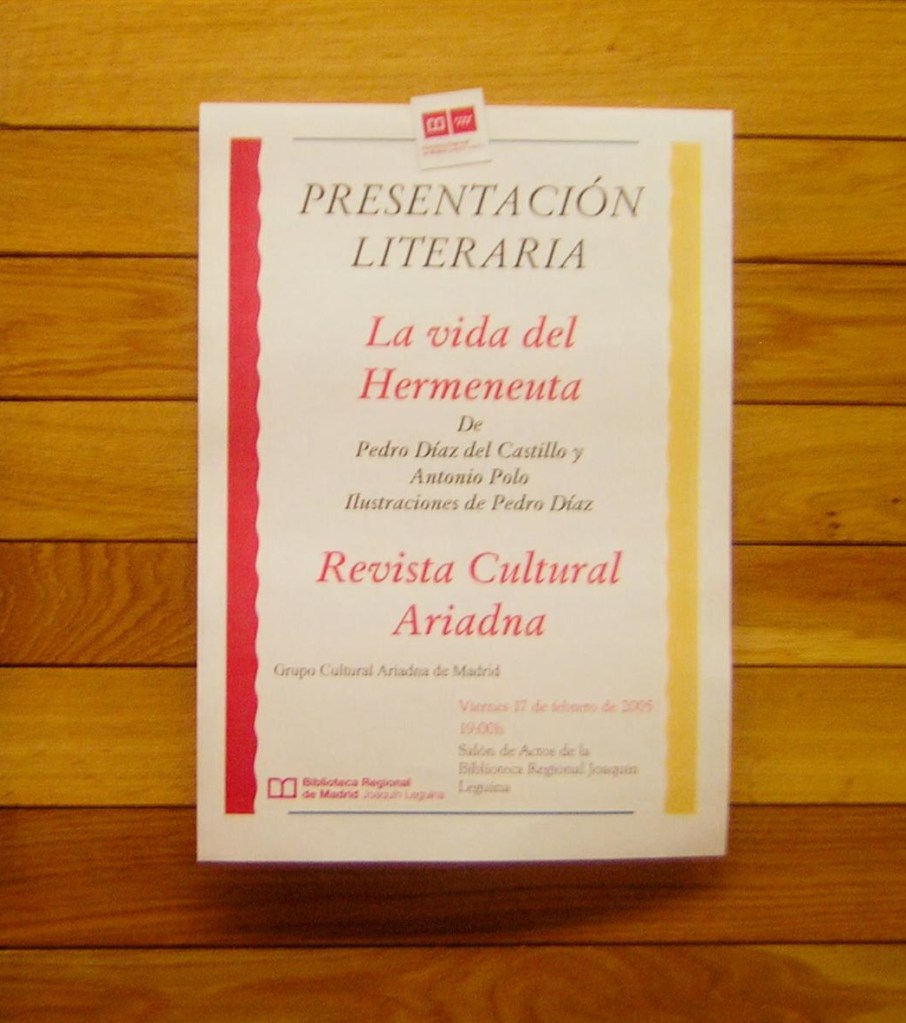 PRESENTACIÓN
LITERARIA
La vida del
Hermeneuta
De
Pedro Díaz del Castillo y
Antonio Polo
Ilustraciones de Pedro Díaz
Revista Cultural
Ariadna
Grupo Cultural Ariadna de Madrid
Viernes 17 de febrero de 2005
19:00h
Salón de Actos de la
Biblioteca Regional Joaquín
Leguina
Biblioteca Regional
de Madrid Joaquín Leguina